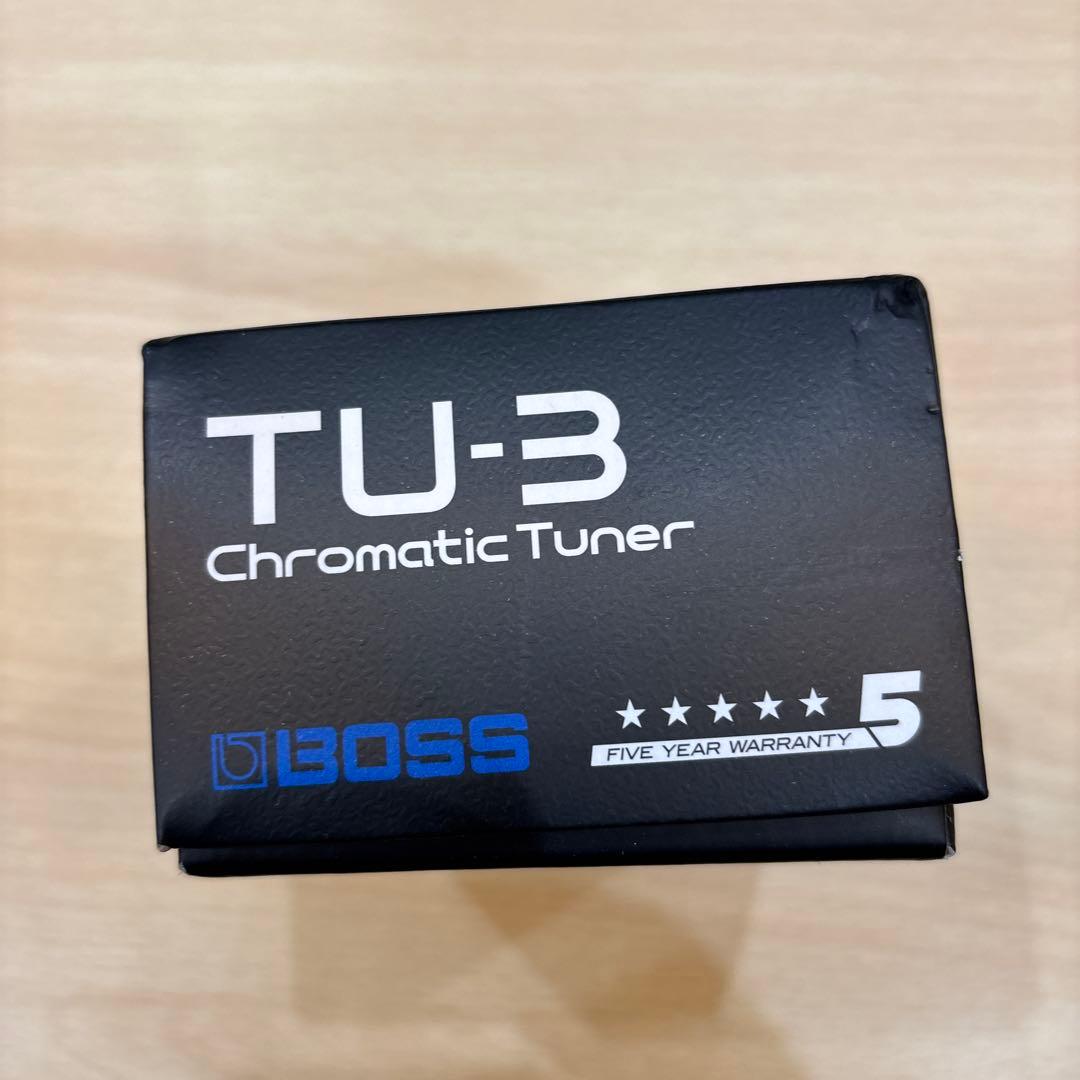 TU-3
Chromatic Tuner
BOSS
5
FIVE YEAR WARRANTY